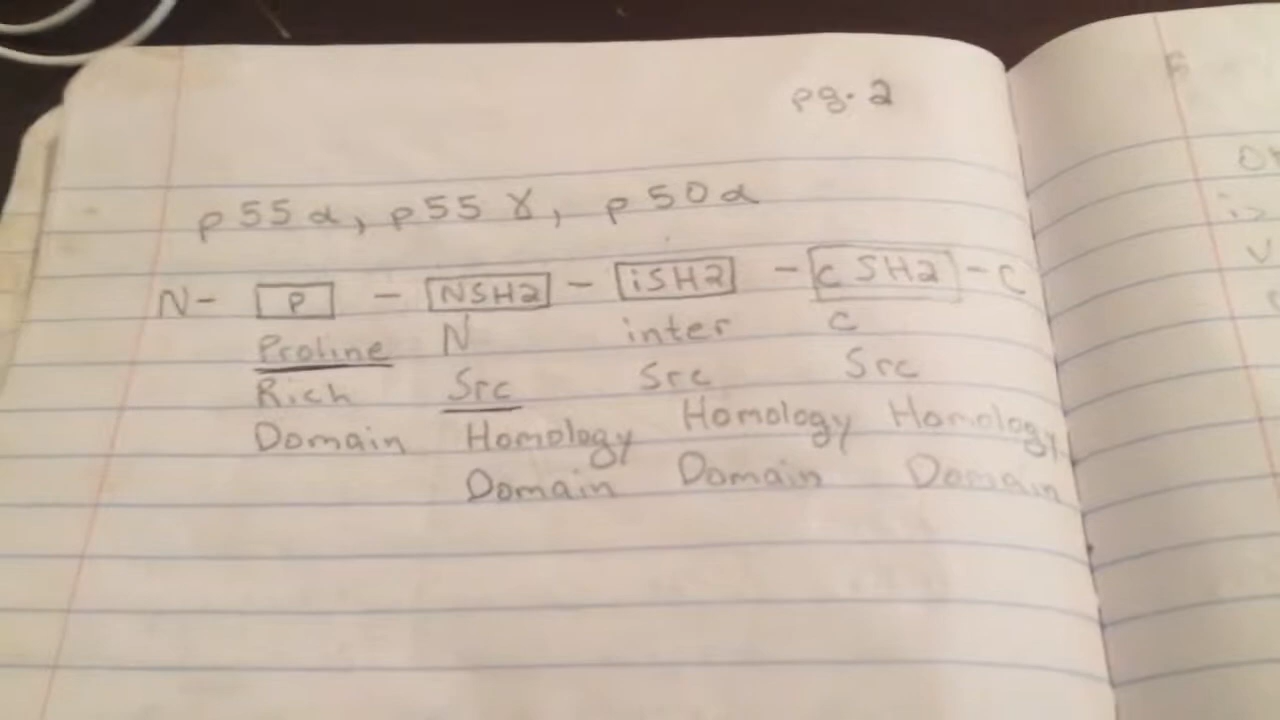 pg. 2
p55α, p55γ, p50α
N- P - NSH2 - iSH2 - cSH2 - C
Proline N inter C
Rich Src Src Src
Domain Homology Homology Homology
Domain Domain Domain